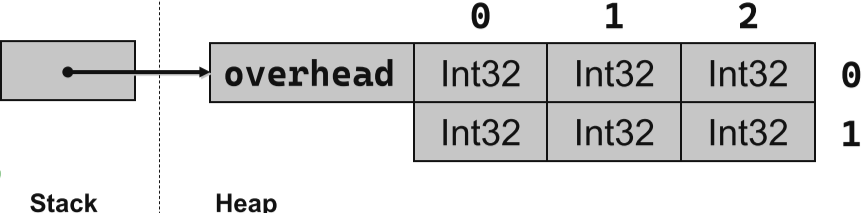 0 1 2
overhead Int32 Int32 Int32 0
Int32 Int32 Int32 1
Stack Heap